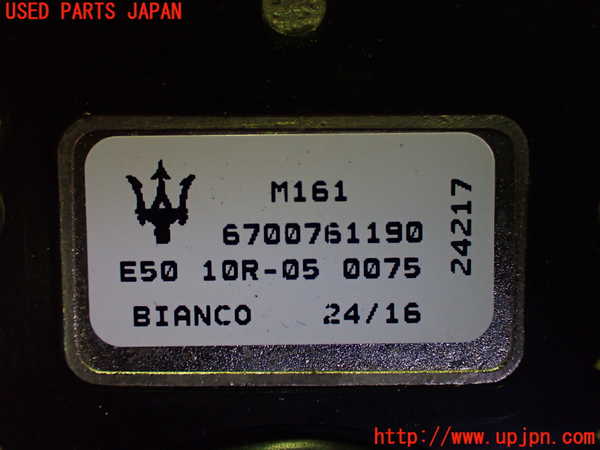 USED PARTS JAPAN
M161
6700761190
E50 10R-05 0075
BIANCO 24/16
24217
http://www.upjpn.com/